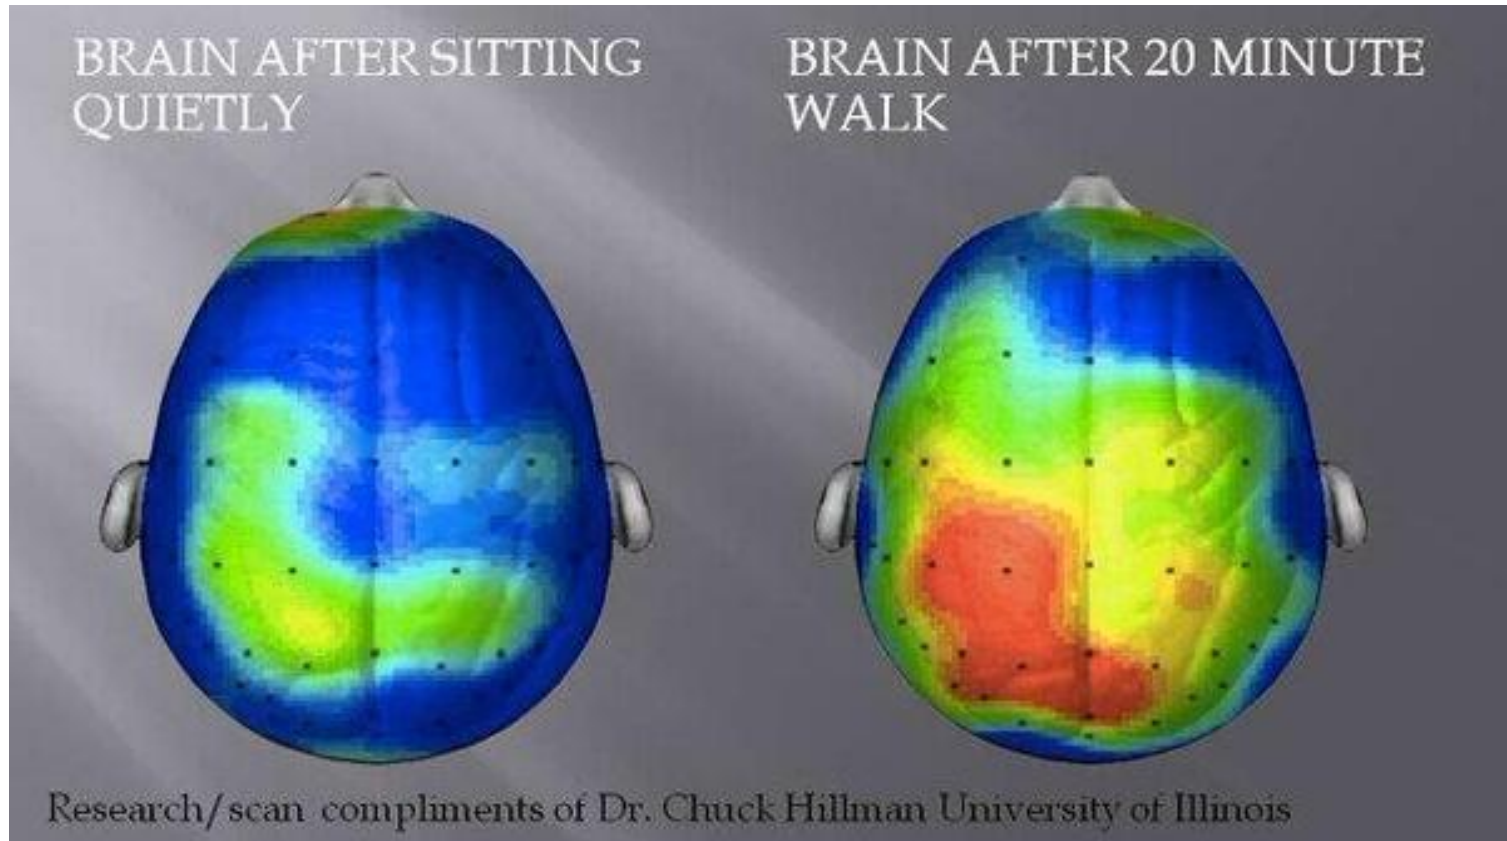 BRAIN AFTER SITTING
QUIETLY
BRAIN AFTER 20 MINUTE
WALK
Research/scan compliments of Dr. Chuck Hillman University of Illinois